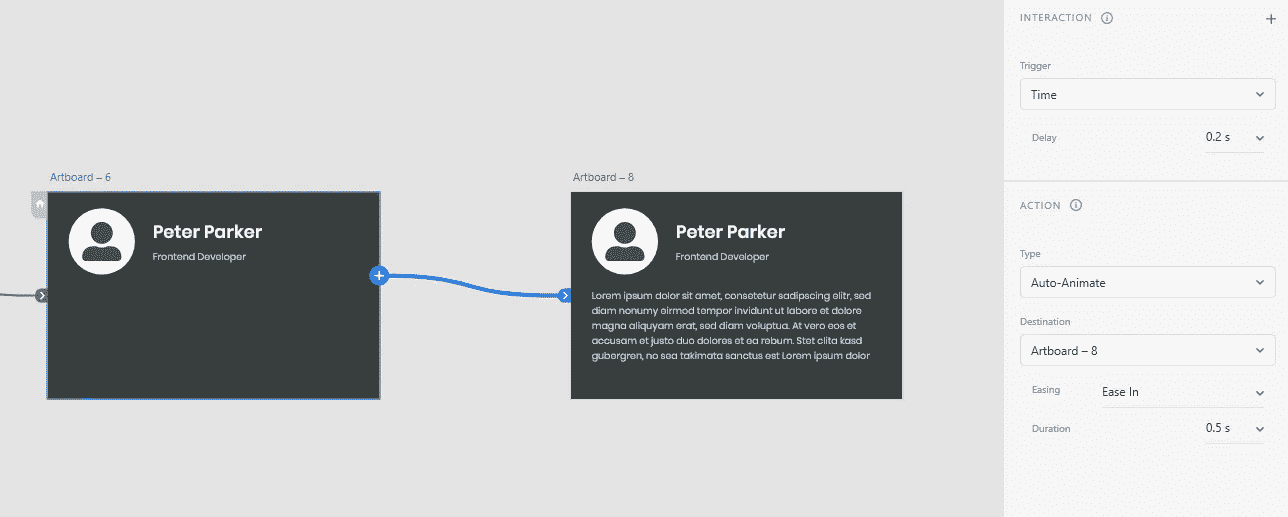 Artboard – 6
Peter Parker
Frontend Developer
Artboard – 8
Peter Parker
Frontend Developer
Lorem ipsum dolor sit amet, consetetur sadipscing elitr, sed
diam nonumy eirmod tempor invidunt ut labore et dolore
magna aliquyam erat, sed diam voluptua. At vero eos et
accusam et justo duo dolores et ea rebum. Stet clita kasd
gubergren, no sea takimata sanctus est Lorem ipsum dolor
INTERACTION
Trigger
Time
Delay 0.2 s
ACTION
Type
Auto-Animate
Destination
Artboard – 8
Easing Ease In
Duration 0.5 s